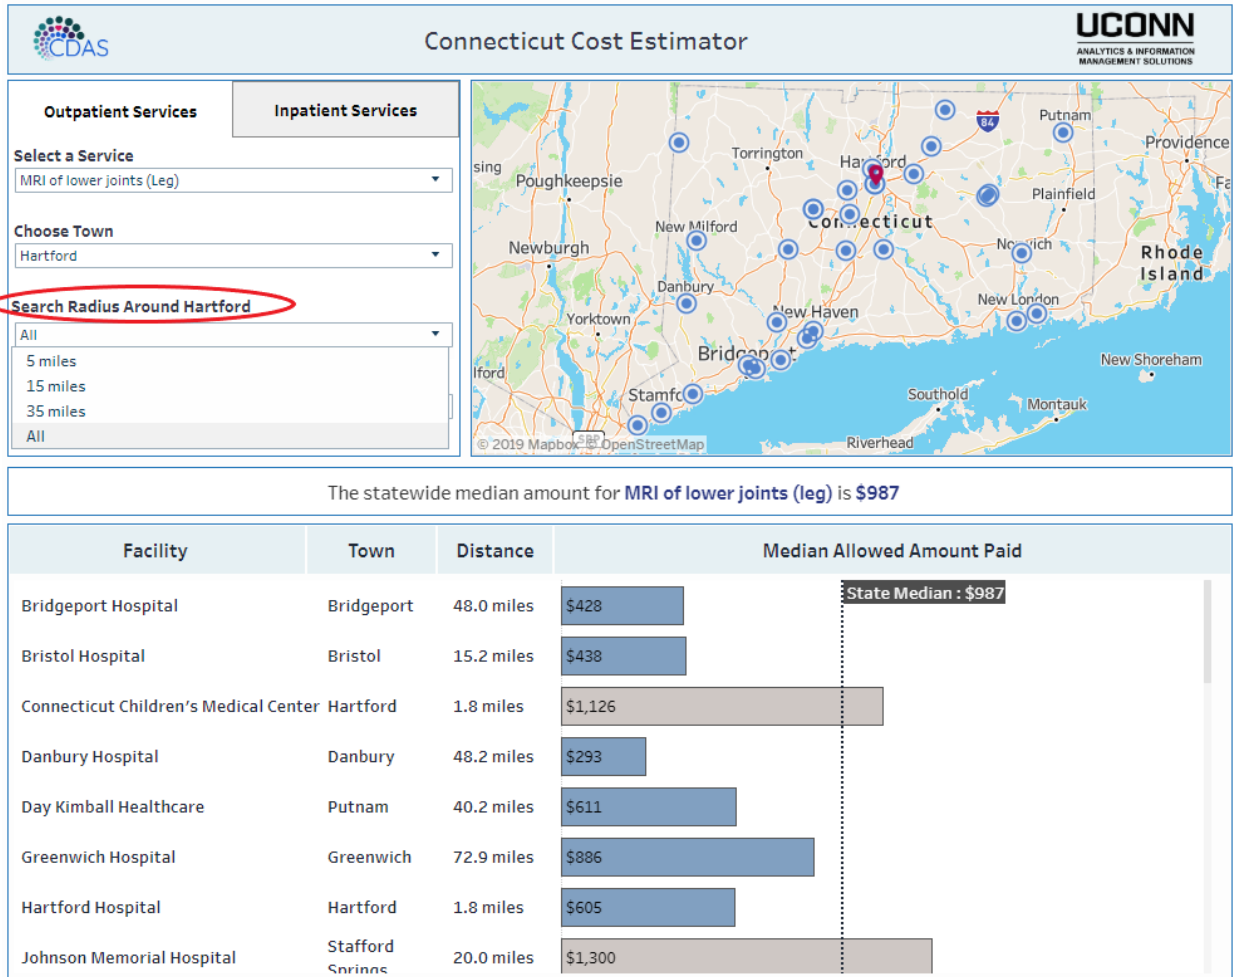 CDAS
Connecticut Cost Estimator
UCONN
ANALYTICS & INFORMATION
MANAGEMENT SOLUTIONS
Outpatient Services
Inpatient Services
Select a Service
MRI of lower joints (Leg)
Choose Town
Hartford
Search Radius Around Hartford
All
5 miles
15 miles
35 miles
All
84
Putnam
Torrington
Hartford
Providence
sing
Poughkeepsie
Plainfield
Fa
New Milford
Connecticut
Newburgh
Norwich
Rhode
Island
Danbury
New London
Yorktown
New Haven
Bridgeport
New Shoreham
lford
Stamfo
Southold
Montauk
SBP
© 2019 Mapbox © OpenStreetMap
Riverhead
The statewide median amount for MRI of lower joints (leg) is $987
Facility Town Distance Median Allowed Amount Paid
State Median : $987
Bridgeport Hospital Bridgeport 48.0 miles $428
Bristol Hospital Bristol 15.2 miles $438
Connecticut Children’s Medical Center Hartford 1.8 miles $1,126
Danbury Hospital Danbury 48.2 miles $293
Day Kimball Healthcare Putnam 40.2 miles $611
Greenwich Hospital Greenwich 72.9 miles $886
Hartford Hospital Hartford 1.8 miles $605
Johnson Memorial Hospital Stafford Springs 20.0 miles $1,300